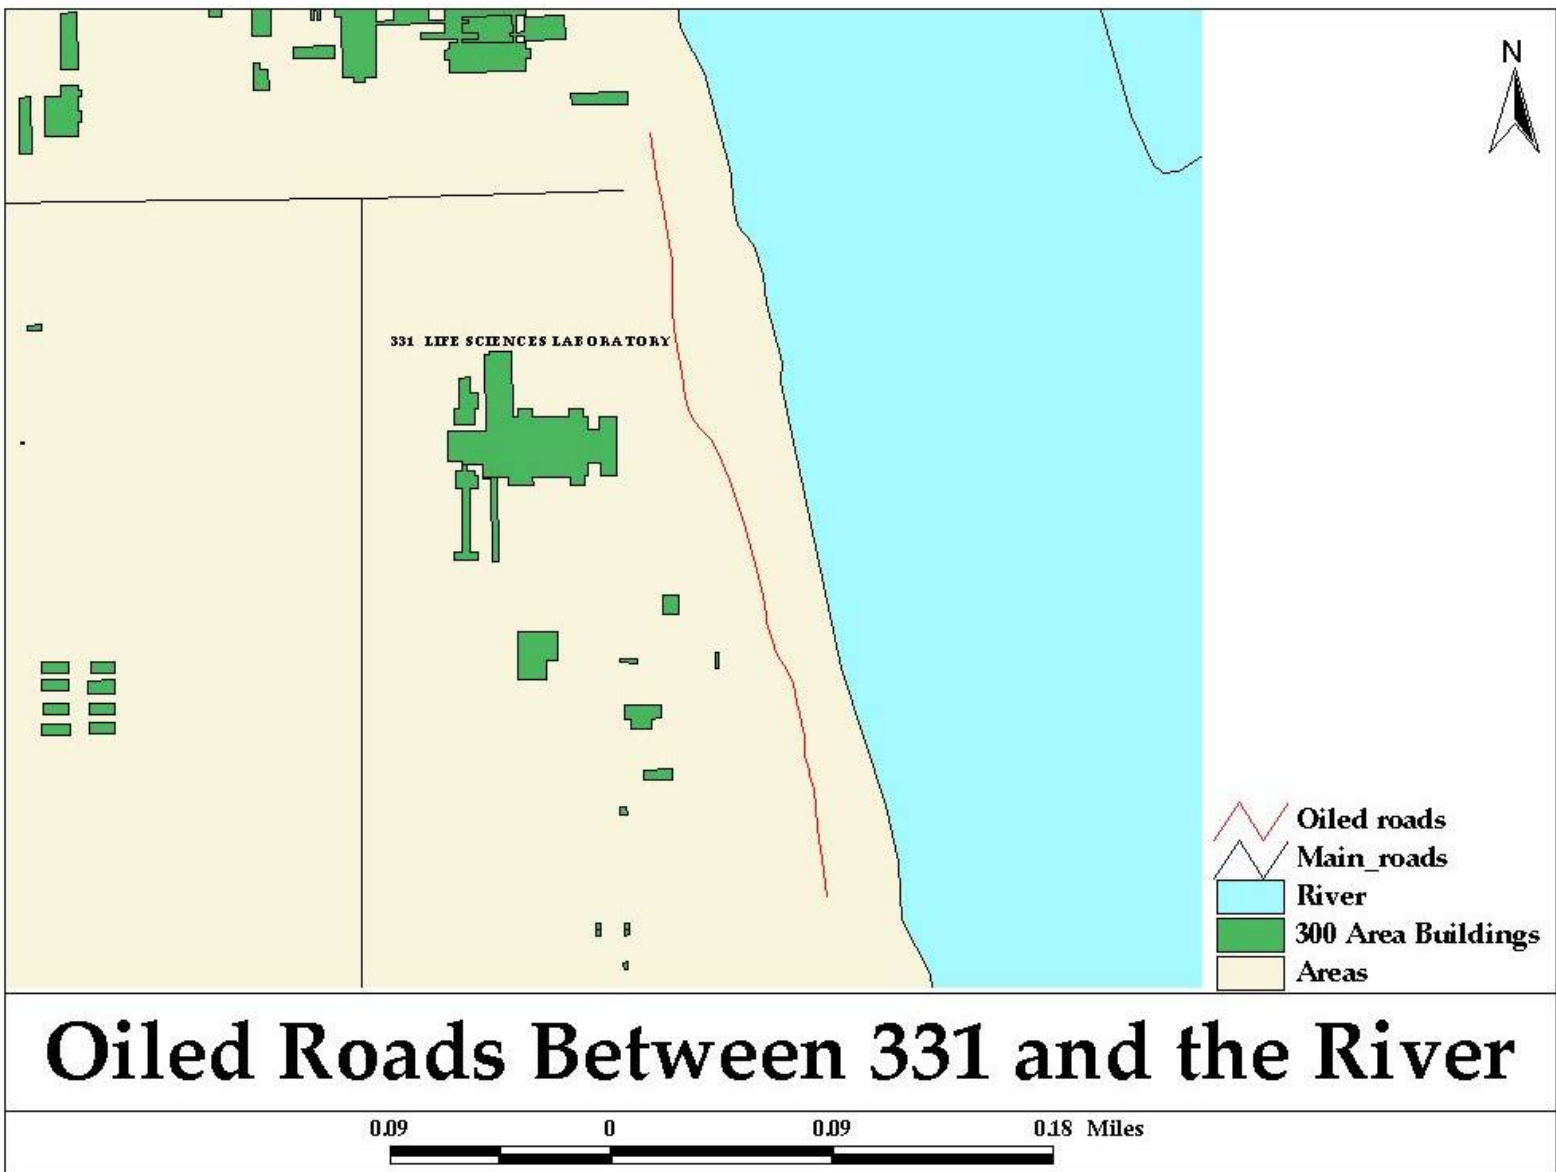 N
331 LIFE SCIENCES LABORATORY
Oiled roads
Main_roads
River
300 Area Buildings
Areas
Oiled Roads Between 331 and the River
0.09 0 0.09 0.18 Miles